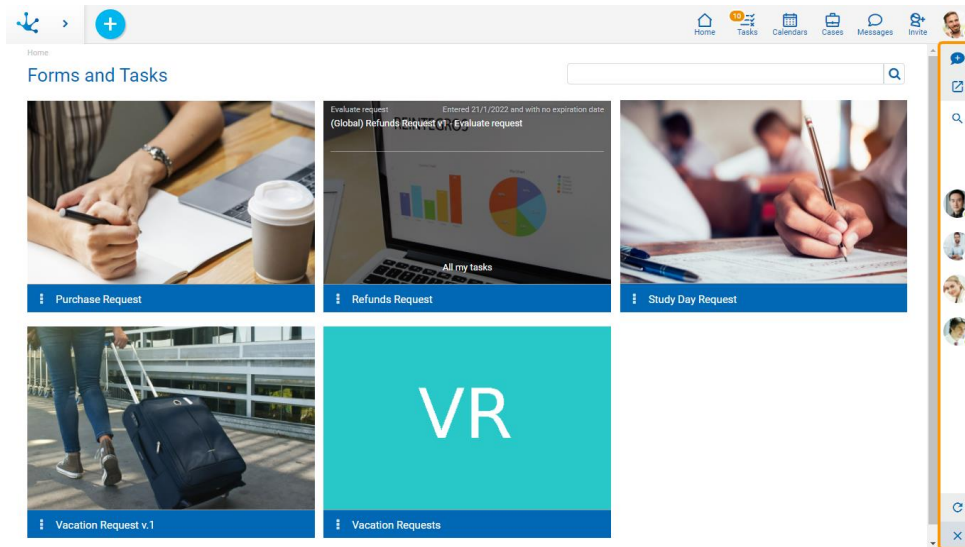 10
Home
Tasks
Calendars
Cases
Messages
Invite
Home
Forms and Tasks
Evaluate request
Entered 21/1/2022 and with no expiration date
(Global) Refunds Request v1 - Evaluate request
REINTEGROS
All my tasks
Purchase Request
Refunds Request
Study Day Request
VR
Vacation Request v.1
Vacation Requests